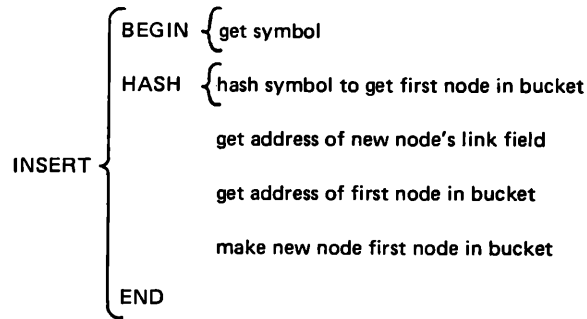 BEGIN get symbol
HASH hash symbol to get first node in bucket
get address of new node's link field
INSERT
get address of first node in bucket
make new node first node in bucket
END